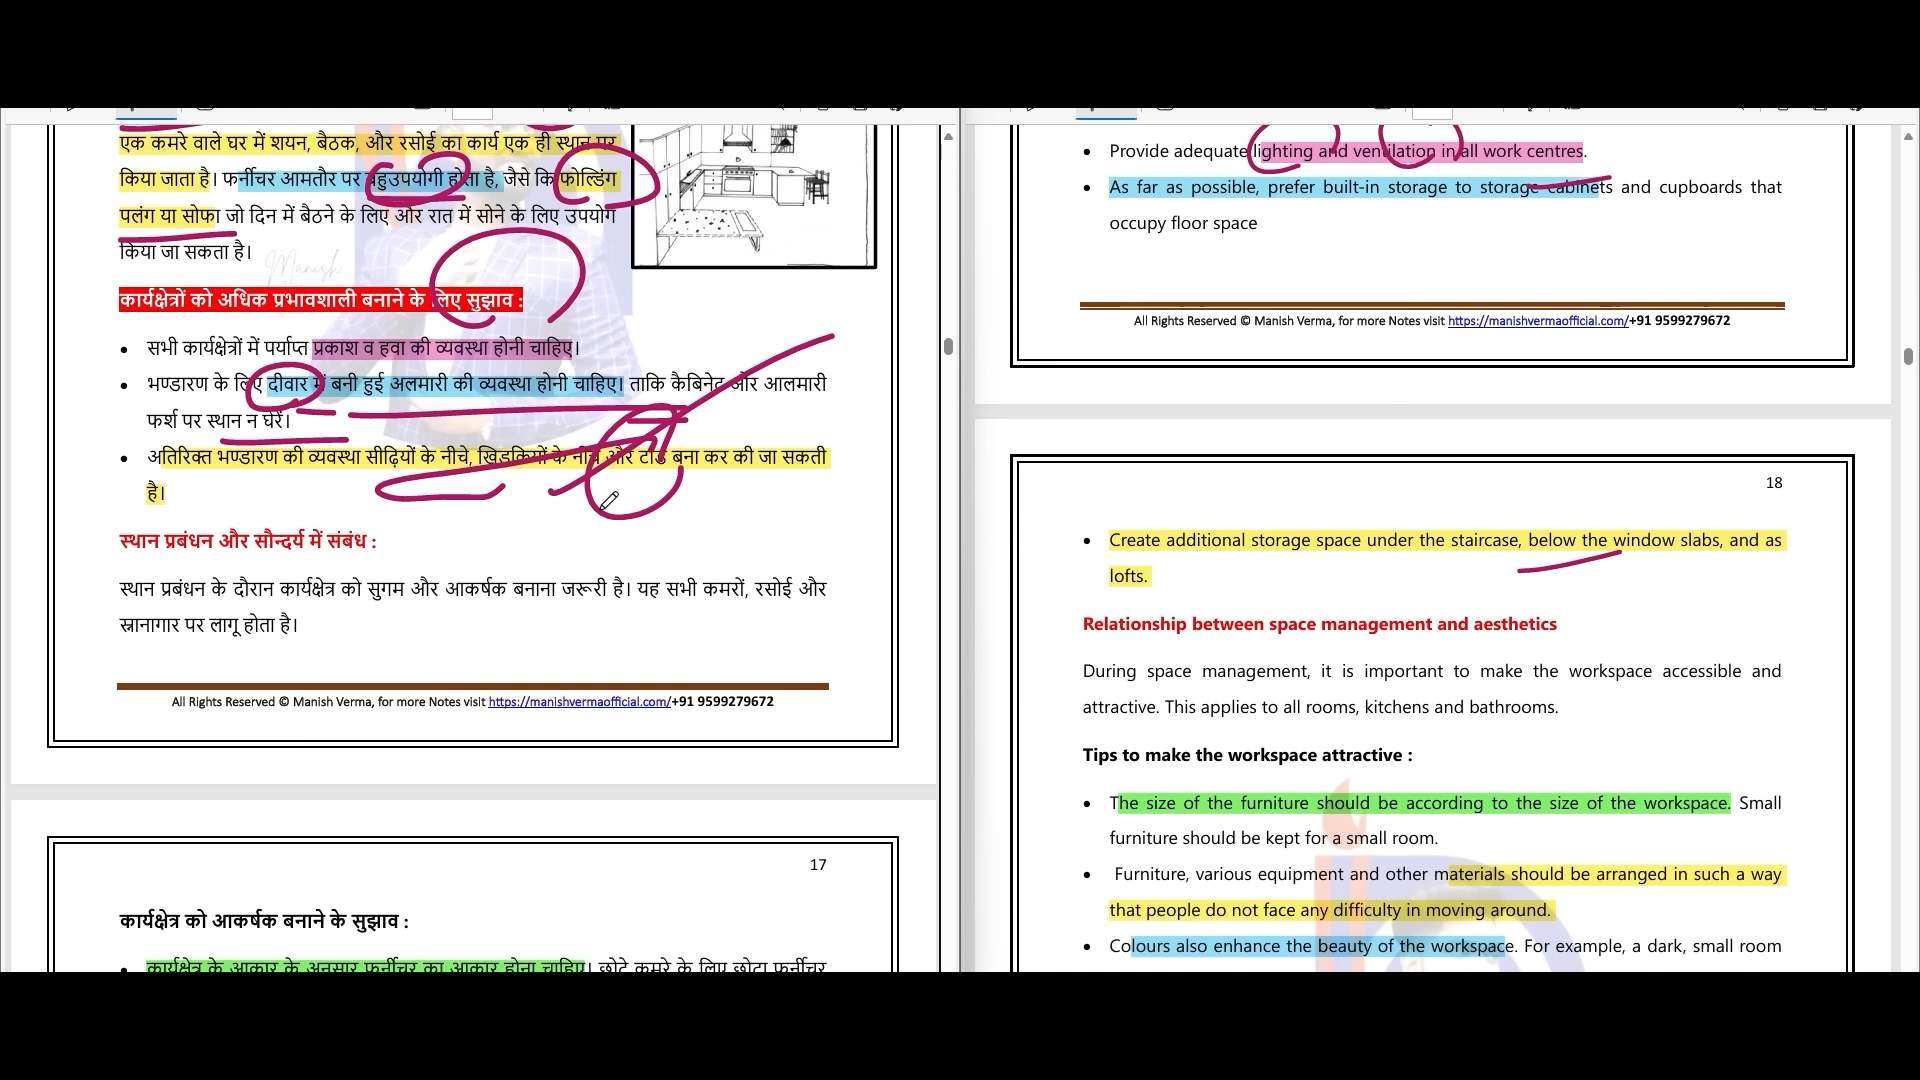 एक कमरे वाले घर में शयन, बैठक, और रसोई का कार्य एक ही स्थान पर
किया जाता है। फर्नीचर आमतौर पर बहुउपयोगी होता है, जैसे कि फोल्डिंग
पलंग या सोफा जो दिन में बैठने के लिए और रात में सोने के लिए उपयोग
किया जा सकता है।
Manish
कार्यक्षेत्रों को अधिक प्रभावशाली बनाने के लिए सुझाव :
• सभी कार्यक्षेत्रों में पर्याप्त प्रकाश व हवा की व्यवस्था होनी चाहिए।
• भण्डारण के लिए दीवार में बनी हुई अलमारी की व्यवस्था होनी चाहिए। ताकि कैबिनेट और आलमारी
फर्श पर स्थान न घेरें।
• अतिरिक्त भण्डारण की व्यवस्था सीढ़ियों के नीचे, खिड़कियों के नीचे और टांड बना कर की जा सकती
है।
स्थान प्रबंधन और सौन्दर्य में संबंध :
स्थान प्रबंधन के दौरान कार्यक्षेत्र को सुगम और आकर्षक बनाना जरूरी है। यह सभी कमरों, रसोई और
स्नानागार पर लागू होता है।
All Rights Reserved © Manish Verma, for more Notes visit https://manishvermaofficial.com/+91 9599279672
17
कार्यक्षेत्र को आकर्षक बनाने के सुझाव :
• कार्यक्षेत्र के आकार के अनुसार फर्नीचर का आकार होना चाहिए। छोटे कमरे के लिए छोटा फर्नीचर
• Provide adequate lighting and ventilation in all work centres.
• As far as possible, prefer built-in storage to storage cabinets and cupboards that
occupy floor space
All Rights Reserved © Manish Verma, for more Notes visit https://manishvermaofficial.com/+91 9599279672
18
• Create additional storage space under the staircase, below the window slabs, and as
lofts.
Relationship between space management and aesthetics
During space management, it is important to make the workspace accessible and
attractive. This applies to all rooms, kitchens and bathrooms.
Tips to make the workspace attractive :
• The size of the furniture should be according to the size of the workspace. Small
furniture should be kept for a small room.
• Furniture, various equipment and other materials should be arranged in such a way
that people do not face any difficulty in moving around.
• Colours also enhance the beauty of the workspace. For example, a dark, small room